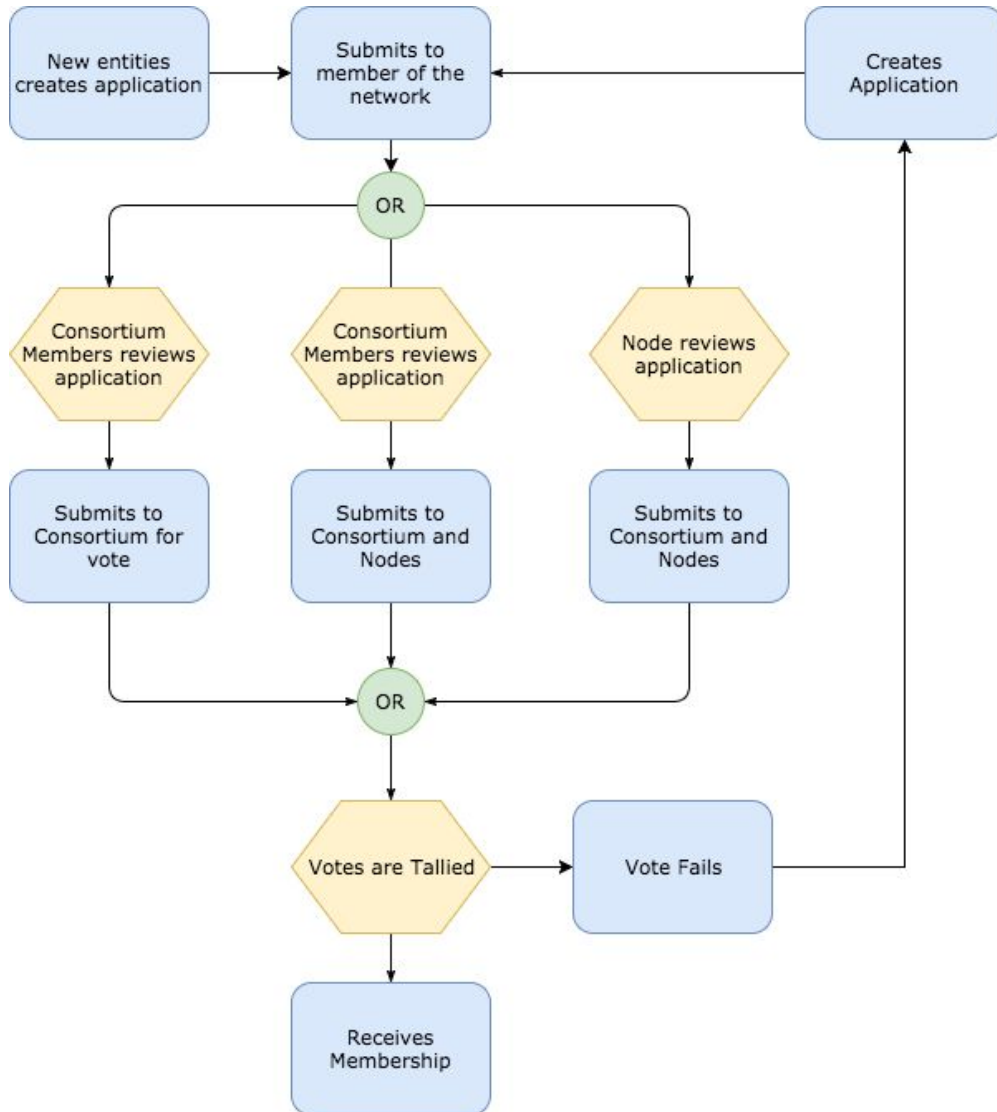 New entities
creates application
Submits to
member of the
network
Creates
Application
OR
Consortium
Members reviews
application
Consortium
Members reviews
application
Node reviews
application
Submits to
Consortium for
vote
Submits to
Consortium and
Nodes
Submits to
Consortium and
Nodes
OR
Votes are Tallied
Vote Fails
Receives
Membership